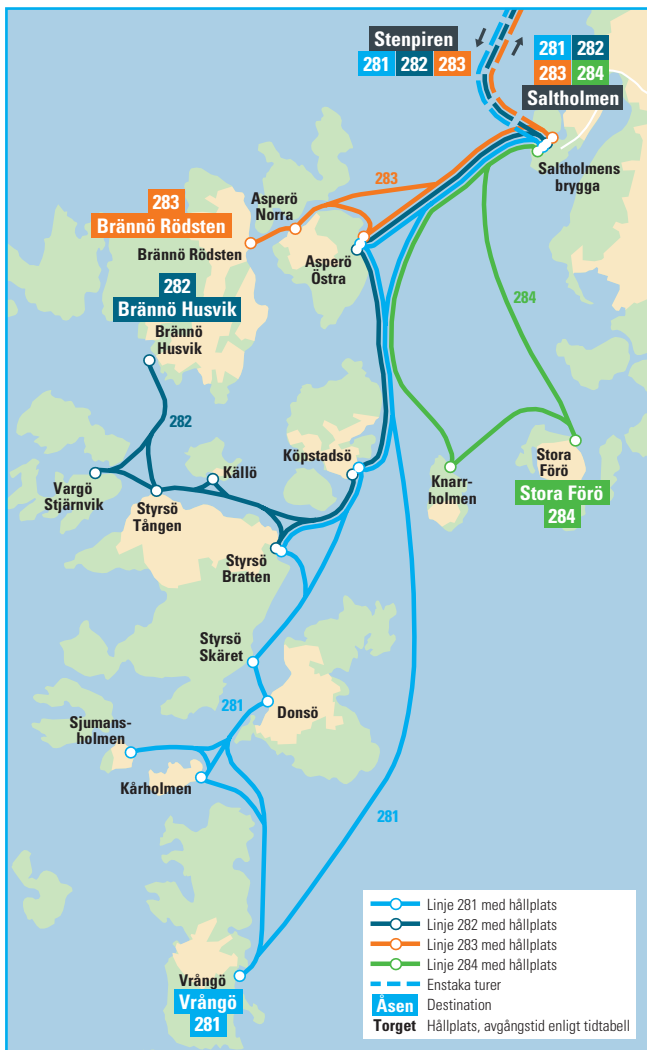 Stenpiren
281 282 283
281 282
283 284
Saltholmen
Saltholmens
brygga
283
283
Brännö Rödsten
Asperö
Norra
Brännö Rödsten
Asperö
Östra
282
Brännö Husvik
Brännö
Husvik
284
282
Vargö
Stjärnvik
Styrsö
Tången
Källö
Köpstadsö
Knarr-
holmen
Stora
Förö
Stora Förö
284
Styrsö
Bratten
Styrsö
Skäret
281
Donsö
Sjumans-
holmen
Kårholmen
281
Vrångö
Vrångö
281
Linje 281 med hållplats
Linje 282 med hållplats
Linje 283 med hållplats
Linje 284 med hållplats
Enstaka turer
Åsen Destination
Torget Hållplats, avgångstid enligt tidtabell